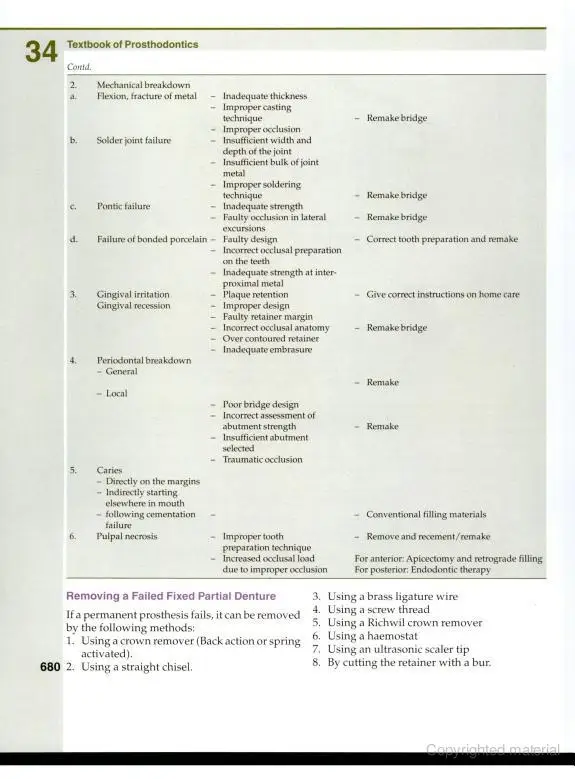 34
Textbook of Prosthodontics
Contd.
2. Mechanical breakdown
a. Flexion, fracture of metal – Inadequate thickness
– Improper casting
technique – Remake bridge
– Improper occlusion
b. Solder joint failure – Insufficient width and
depth of the joint
– Insufficient bulk of joint
metal
– Improper soldering
technique – Remake bridge
c. Pontic failure – Inadequate strength
– Faulty occlusion in lateral – Remake bridge
excursions
d. Failure of bonded porcelain – Faulty design – Correct tooth preparation and remake
– Incorrect occlusal preparation
on the teeth
– Inadequate strength at inter-
proximal metal
3. Gingival irritation – Plaque retention – Give correct instructions on home care
Gingival recession – Improper design
– Faulty retainer margin
– Incorrect occlusal anatomy – Remake bridge
– Over contoured retainer
– Inadequate embrasure
4. Periodontal breakdown
– General
– Remake
– Local
– Poor bridge design
– Incorrect assessment of
abutment strength – Remake
– Insufficient abutment
selected
– Traumatic occlusion
5. Caries
– Directly on the margins
– Indirectly starting
elsewhere in mouth
– following cementation – – Conventional filling materials
failure
6. Pulpal necrosis – Improper tooth – Remove and recement/remake
preparation technique
– Increased occlusal load For anterior: Apicectomy and retrograde filling
due to improper occlusion For posterior: Endodontic therapy
Removing a Failed Fixed Partial Denture
If a permanent prosthesis fails, it can be removed
by the following methods:
1. Using a crown remover (Back action or spring
activated).
2. Using a straight chisel.
3. Using a brass ligature wire
4. Using a screw thread
5. Using a Richwil crown remover
6. Using a haemostat
7. Using an ultrasonic scaler tip
8. By cutting the retainer with a bur.
680
Copyrighted material